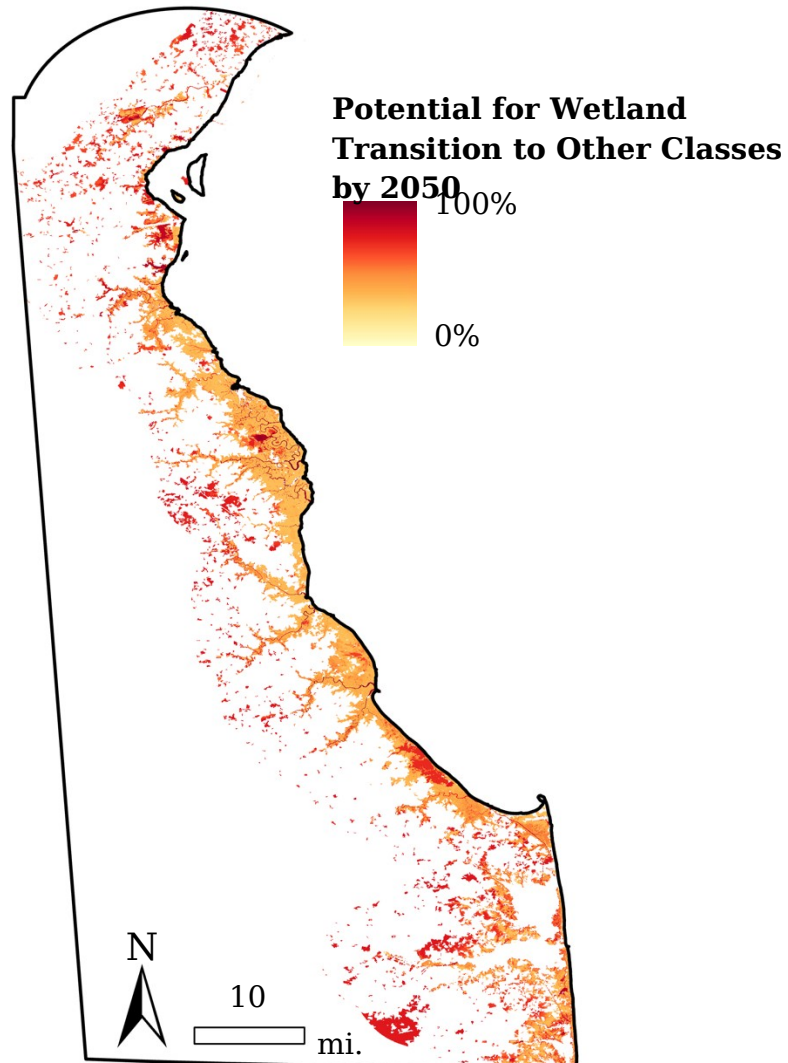 Potential for Wetland
Transition to Other Classes
by 2050
100%
0%
N
10
mi.